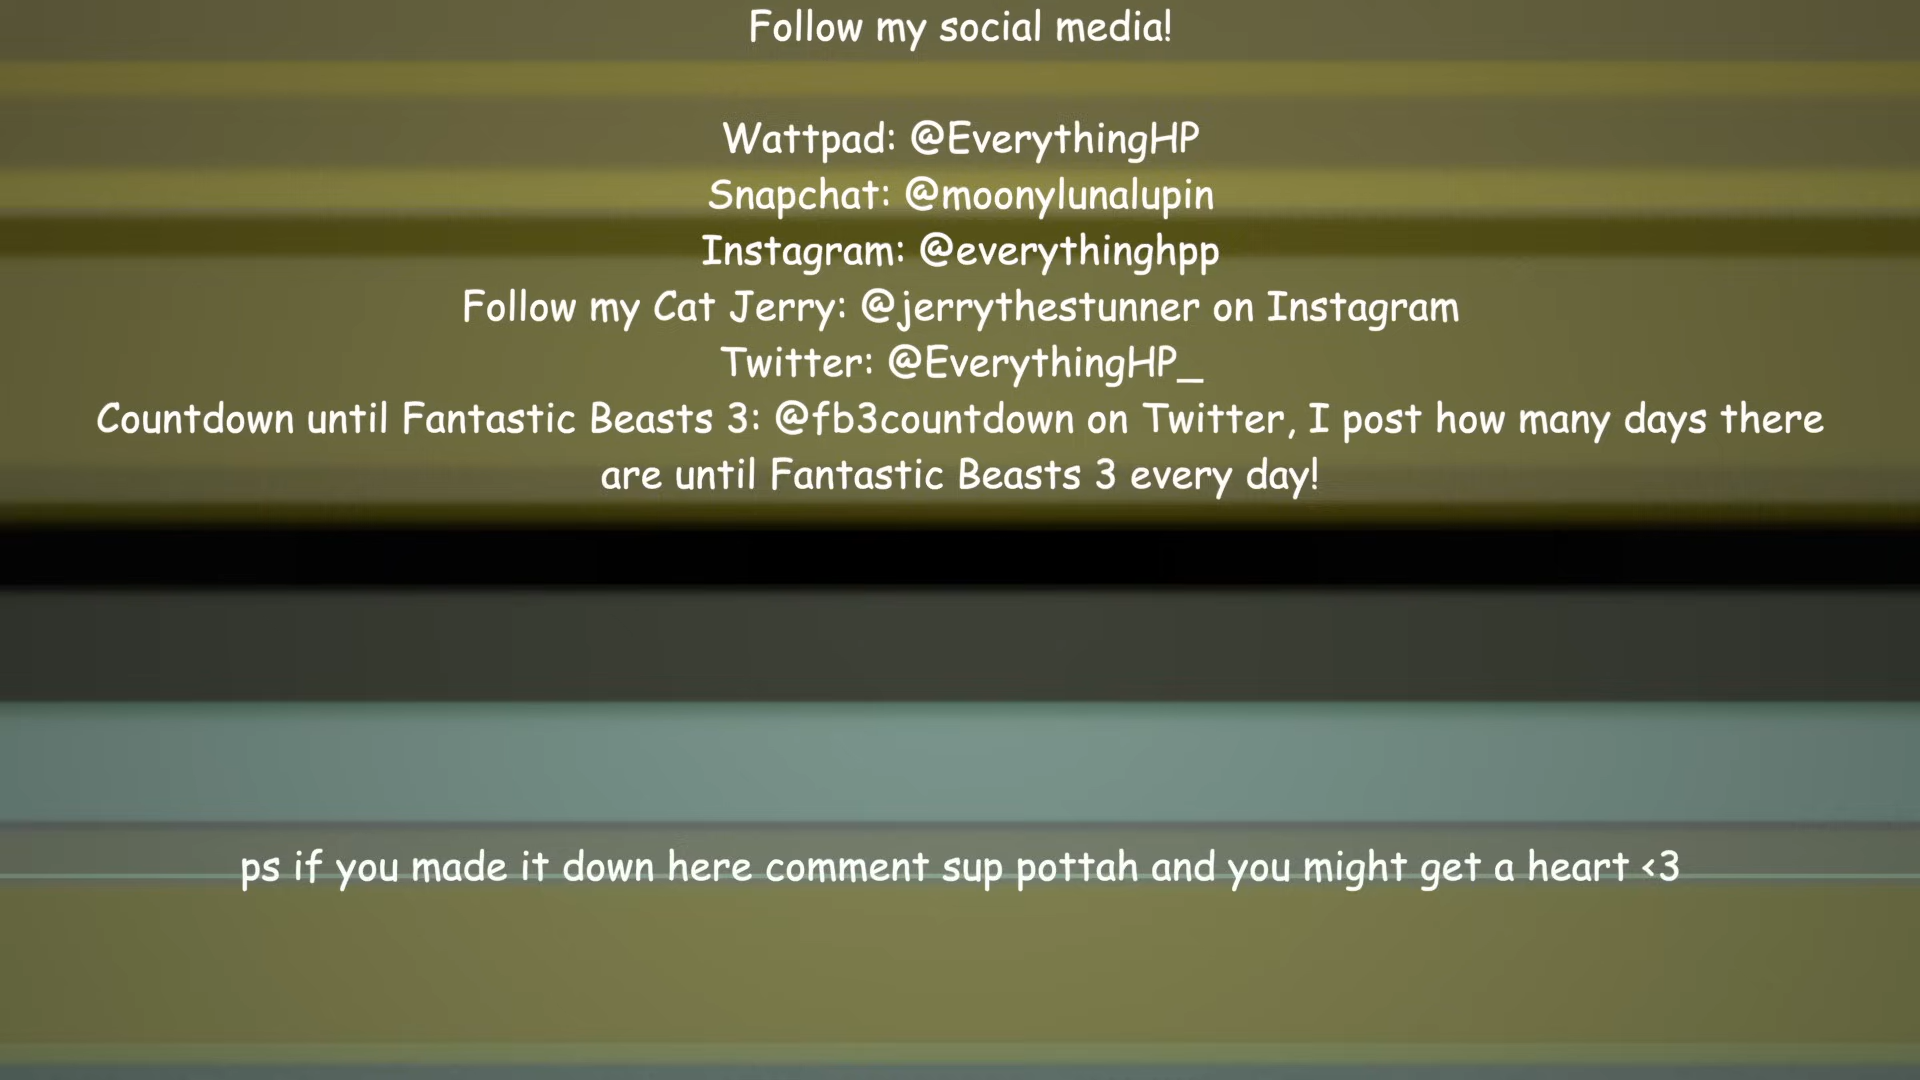 Follow my social media!
Wattpad: @EverythingHP
Snapchat: @moonylunalupin
Instagram: @everythinghpp
Follow my Cat Jerry: @jerrythestunner on Instagram
Twitter: @EverythingHP_
Countdown until Fantastic Beasts 3: @fb3countdown on Twitter, I post how many days there
are until Fantastic Beasts 3 every day!
ps if you made it down here comment sup pottah and you might get a heart <3